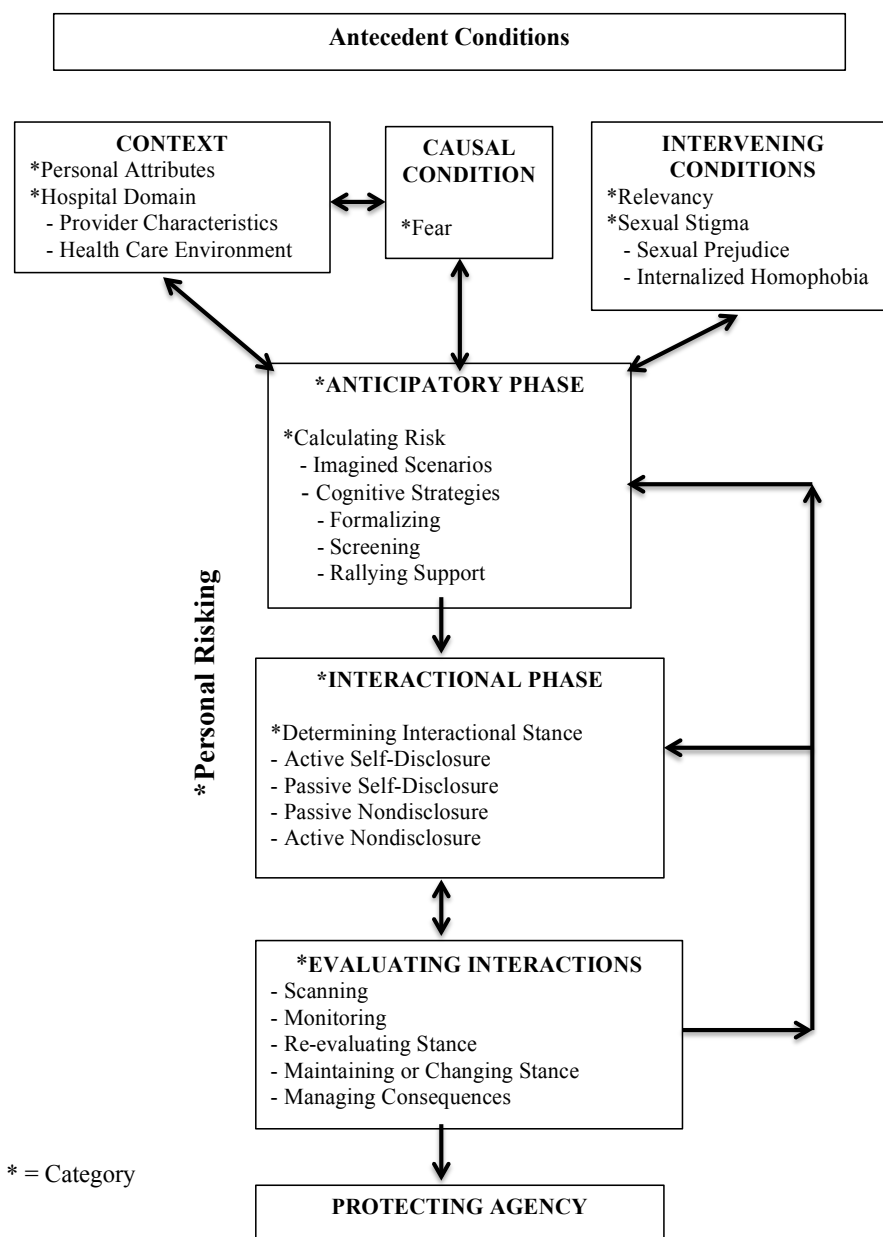 Antecedent Conditions
CONTEXT
*Personal Attributes
*Hospital Domain
- Provider Characteristics
- Health Care Environment
CAUSAL
CONDITION
*Fear
INTERVENING
CONDITIONS
*Relevancy
*Sexual Stigma
- Sexual Prejudice
- Internalized Homophobia
*ANTICIPATORY PHASE
*Calculating Risk
- Imagined Scenarios
- Cognitive Strategies
- Formalizing
- Screening
- Rallying Support
*Personal Risking
*INTERACTIONAL PHASE
*Determining Interactional Stance
- Active Self-Disclosure
- Passive Self-Disclosure
- Passive Nondisclosure
- Active Nondisclosure
*EVALUATING INTERACTIONS
- Scanning
- Monitoring
- Re-evaluating Stance
- Maintaining or Changing Stance
- Managing Consequences
* = Category
PROTECTING AGENCY